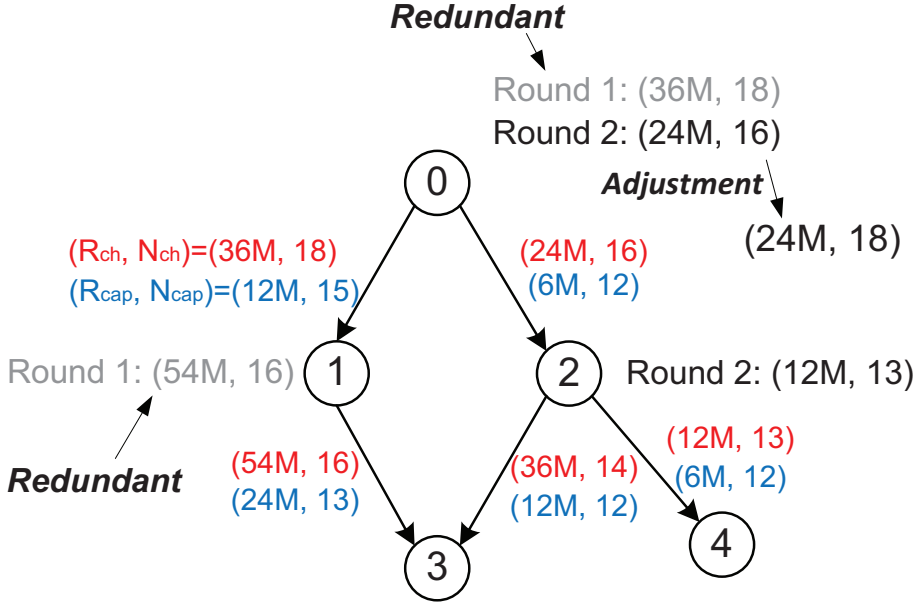 Redundant
Round 1: (36M, 18)
Round 2: (24M, 16)
Adjustment
(24M, 18)
0
(Rch, Nch)=(36M, 18)
(Rcap, Ncap)=(12M, 15)
(24M, 16)
(6M, 12)
Round 1: (54M, 16)
1
2
Round 2: (12M, 13)
Redundant
(54M, 16)
(24M, 13)
(36M, 14)
(12M, 12)
(12M, 13)
(6M, 12)
3
4